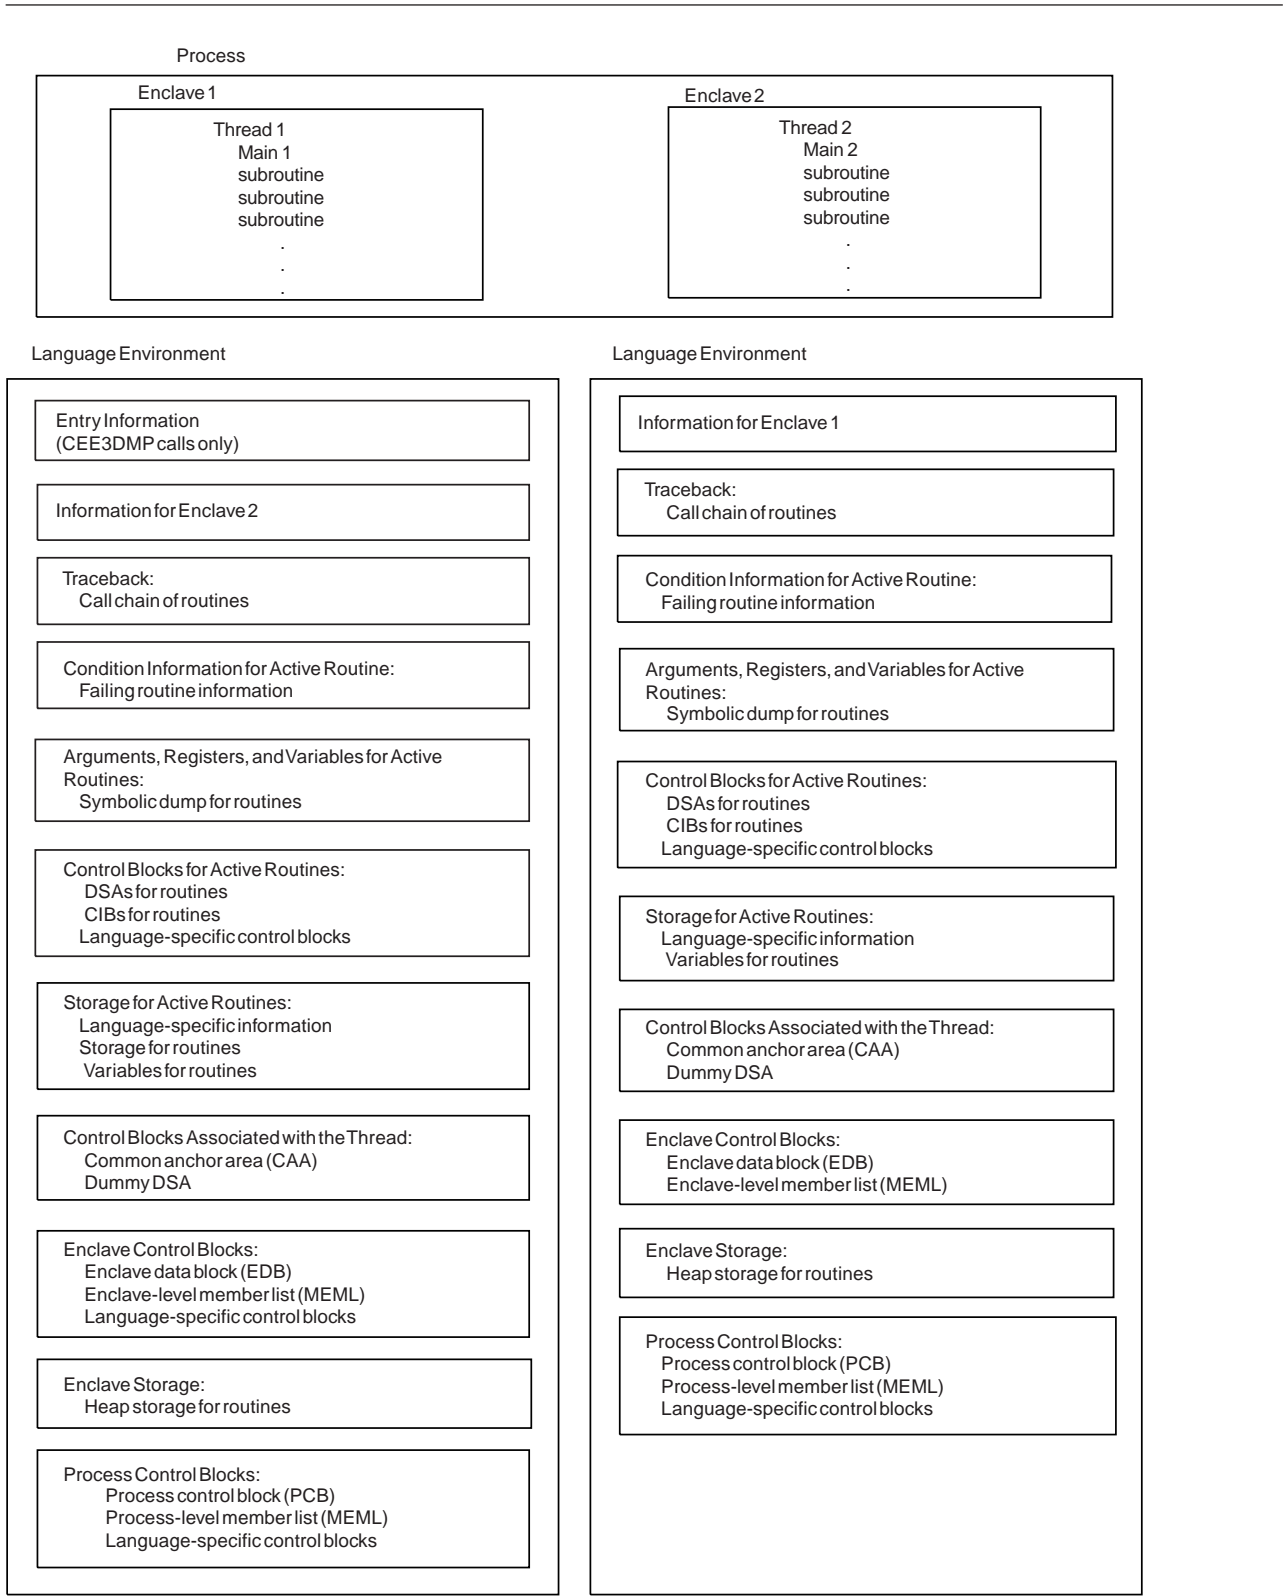 Process
Enclave 1
Thread 1
Main 1
subroutine
subroutine
subroutine
.
.
.
Enclave 2
Thread 2
Main 2
subroutine
subroutine
subroutine
.
.
.
Language Environment
Entry Information
(CEE3DMP calls only)
Information for Enclave 2
Traceback:
Call chain of routines
Condition Information for Active Routine:
Failing routine information
Arguments, Registers, and Variables for Active
Routines:
Symbolic dump for routines
Control Blocks for Active Routines:
DSAs for routines
CIBs for routines
Language-specific control blocks
Storage for Active Routines:
Language-specific information
Storage for routines
Variables for routines
Control Blocks Associated with the Thread:
Common anchor area (CAA)
Dummy DSA
Enclave Control Blocks:
Enclave data block (EDB)
Enclave-level member list (MEML)
Language-specific control blocks
Enclave Storage:
Heap storage for routines
Process Control Blocks:
Process control block (PCB)
Process-level member list (MEML)
Language-specific control blocks
Language Environment
Information for Enclave 1
Traceback:
Call chain of routines
Condition Information for Active Routine:
Failing routine information
Arguments, Registers, and Variables for Active
Routines:
Symbolic dump for routines
Control Blocks for Active Routines:
DSAs for routines
CIBs for routines
Language-specific control blocks
Storage for Active Routines:
Language-specific information
Variables for routines
Control Blocks Associated with the Thread:
Common anchor area (CAA)
Dummy DSA
Enclave Control Blocks:
Enclave data block (EDB)
Enclave-level member list (MEML)
Enclave Storage:
Heap storage for routines
Process Control Blocks:
Process control block (PCB)
Process-level member list (MEML)
Language-specific control blocks